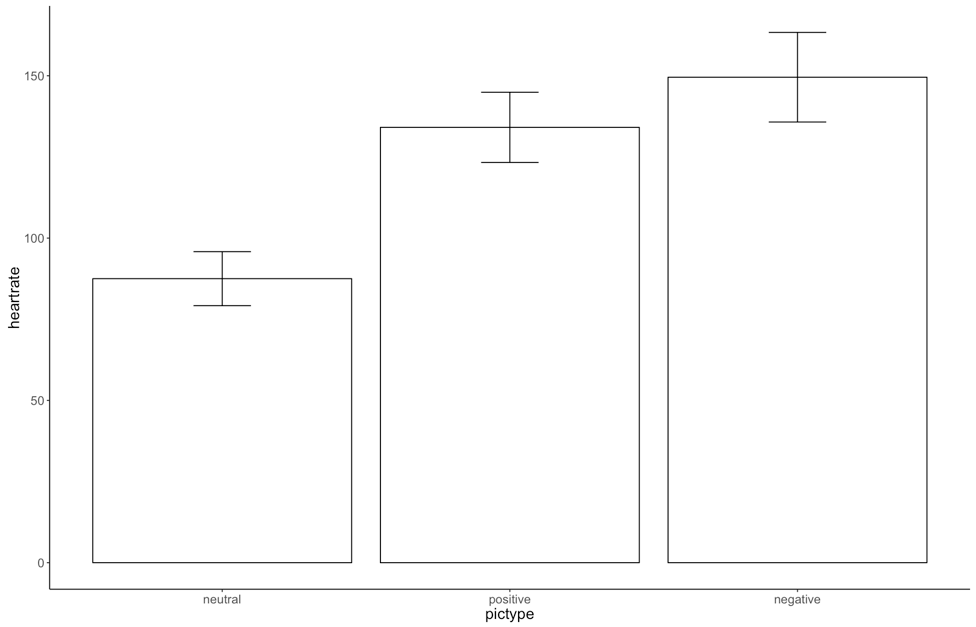 heartrate
150
100
50
0
neutral positive negative
pictype